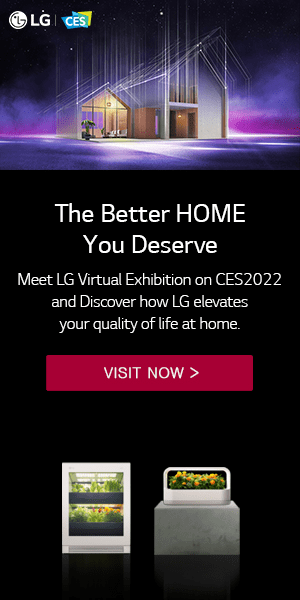 LG CES
The Better HOME
You Deserve
Meet LG Virtual Exhibition on CES2022
and Discover how LG elevates
your quality of life at home.
VISIT NOW >